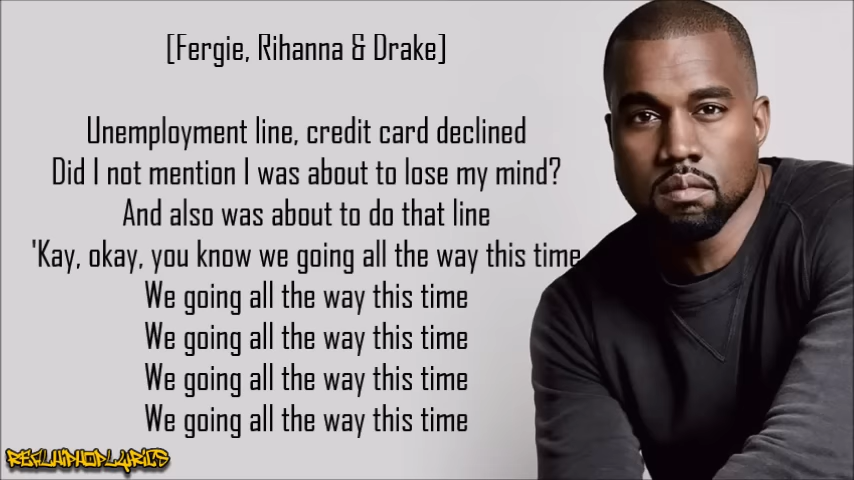 [Fergie, Rihanna & Drake]
Unemployment line, credit card declined
Did I not mention I was about to lose my mind?
And also was about to do that line
'Kay, okay, you know we going all the way this time
We going all the way this time
We going all the way this time
We going all the way this time
We going all the way this time
REALHIPHOPLYRICS